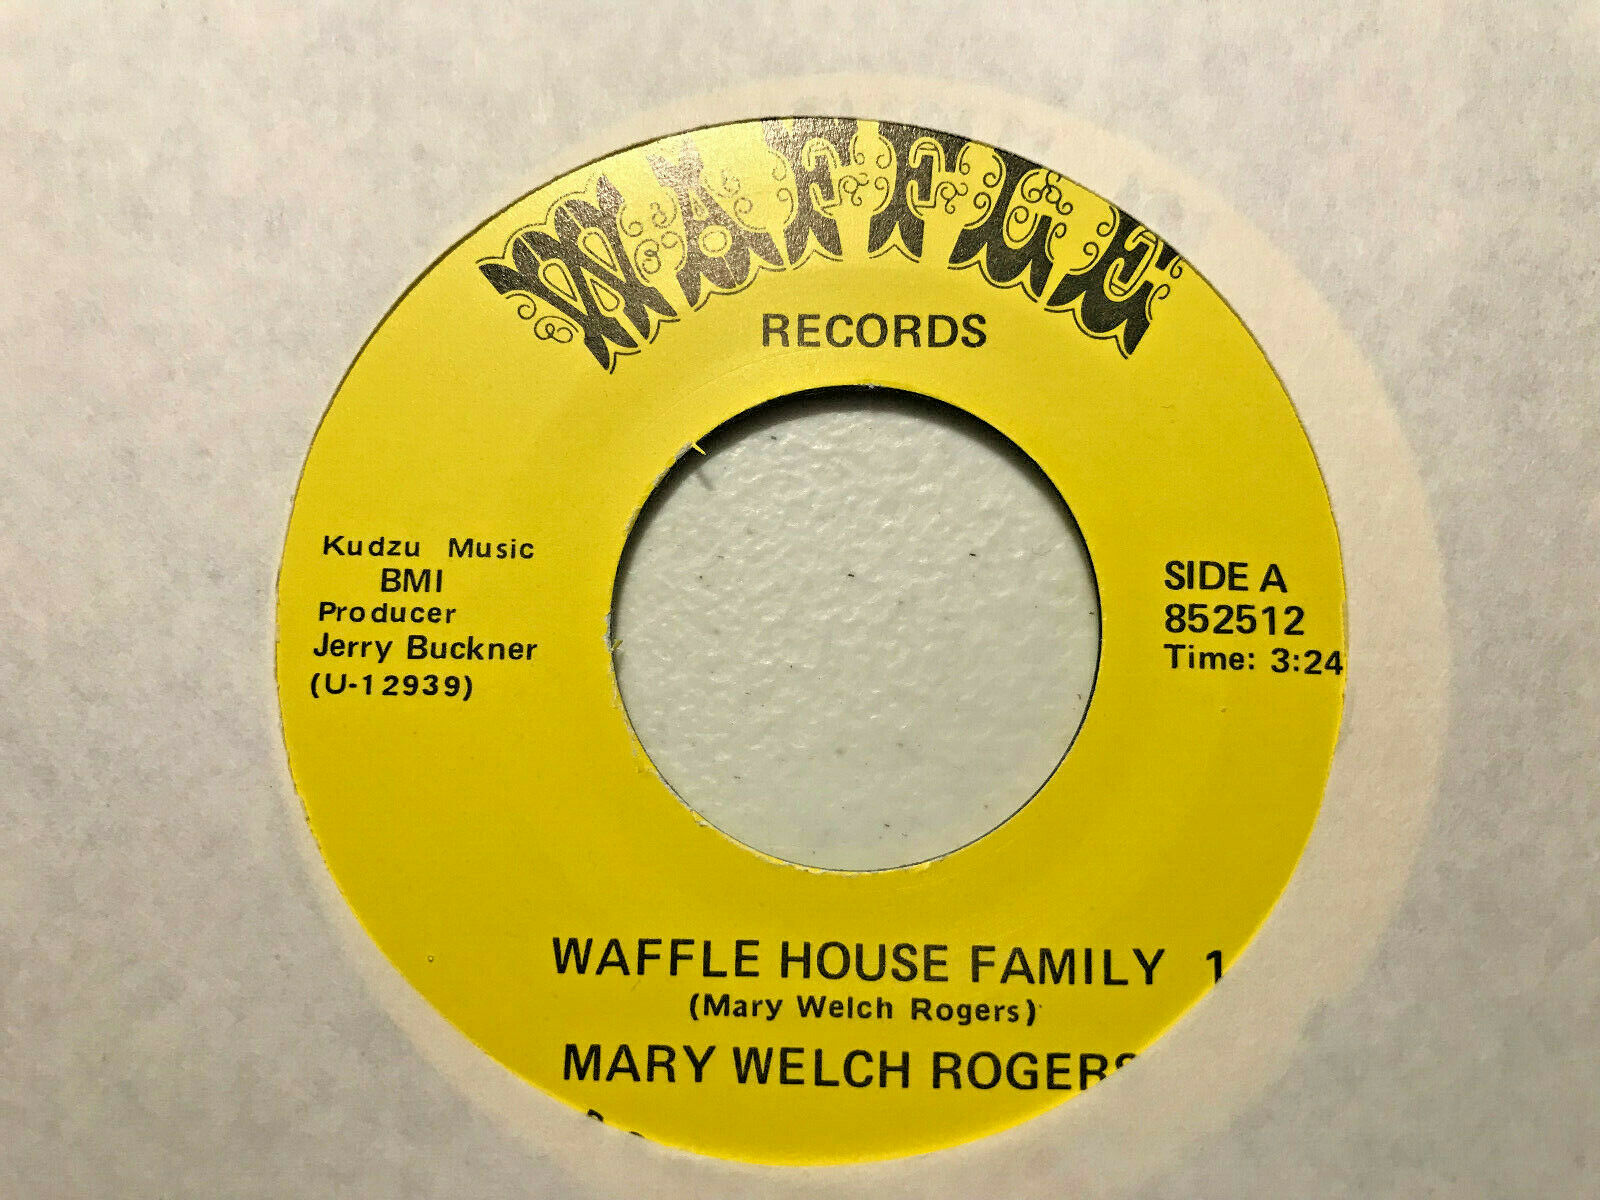 WAFFLE
RECORDS
Kudzu Music
BMI
Producer
Jerry Buckner
(U-12939)
SIDE A
852512
Time: 3:24
WAFFLE HOUSE FAMILY 1
(Mary Welch Rogers)
MARY WELCH ROGERS